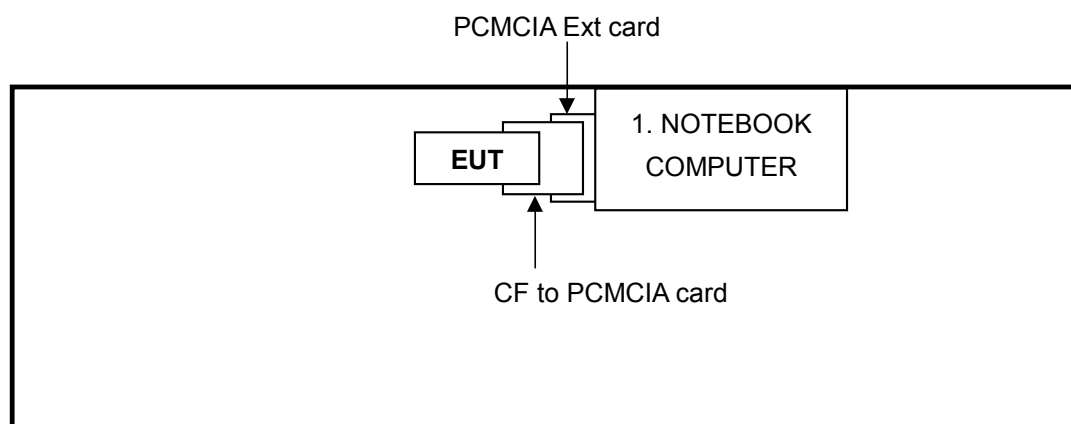 PCMCIA Ext card
1. NOTEBOOK
COMPUTER
EUT
CF to PCMCIA card